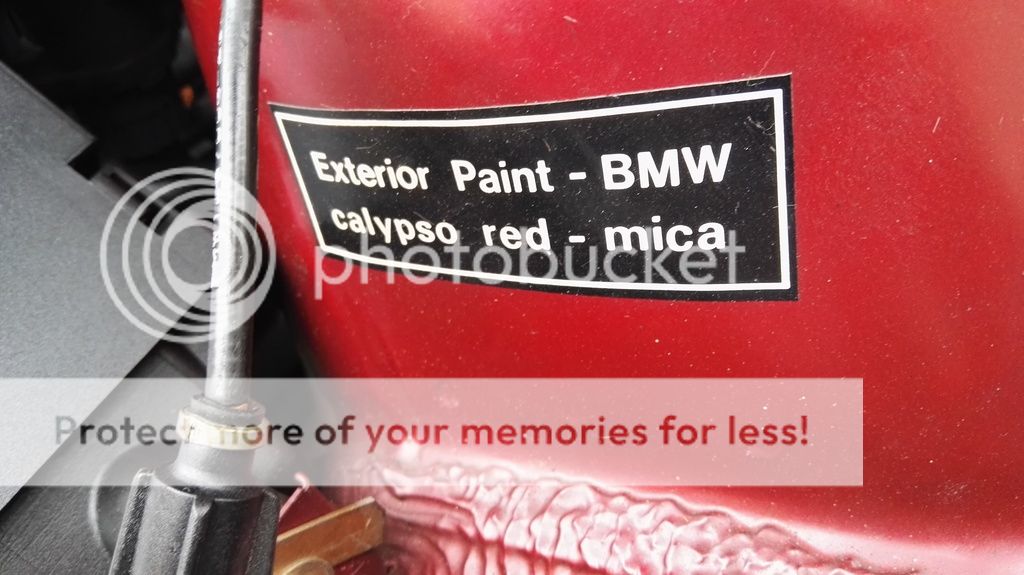 Exterior Paint - BMW
calypso red - mica
photobucket
Protect more of your memories for less!